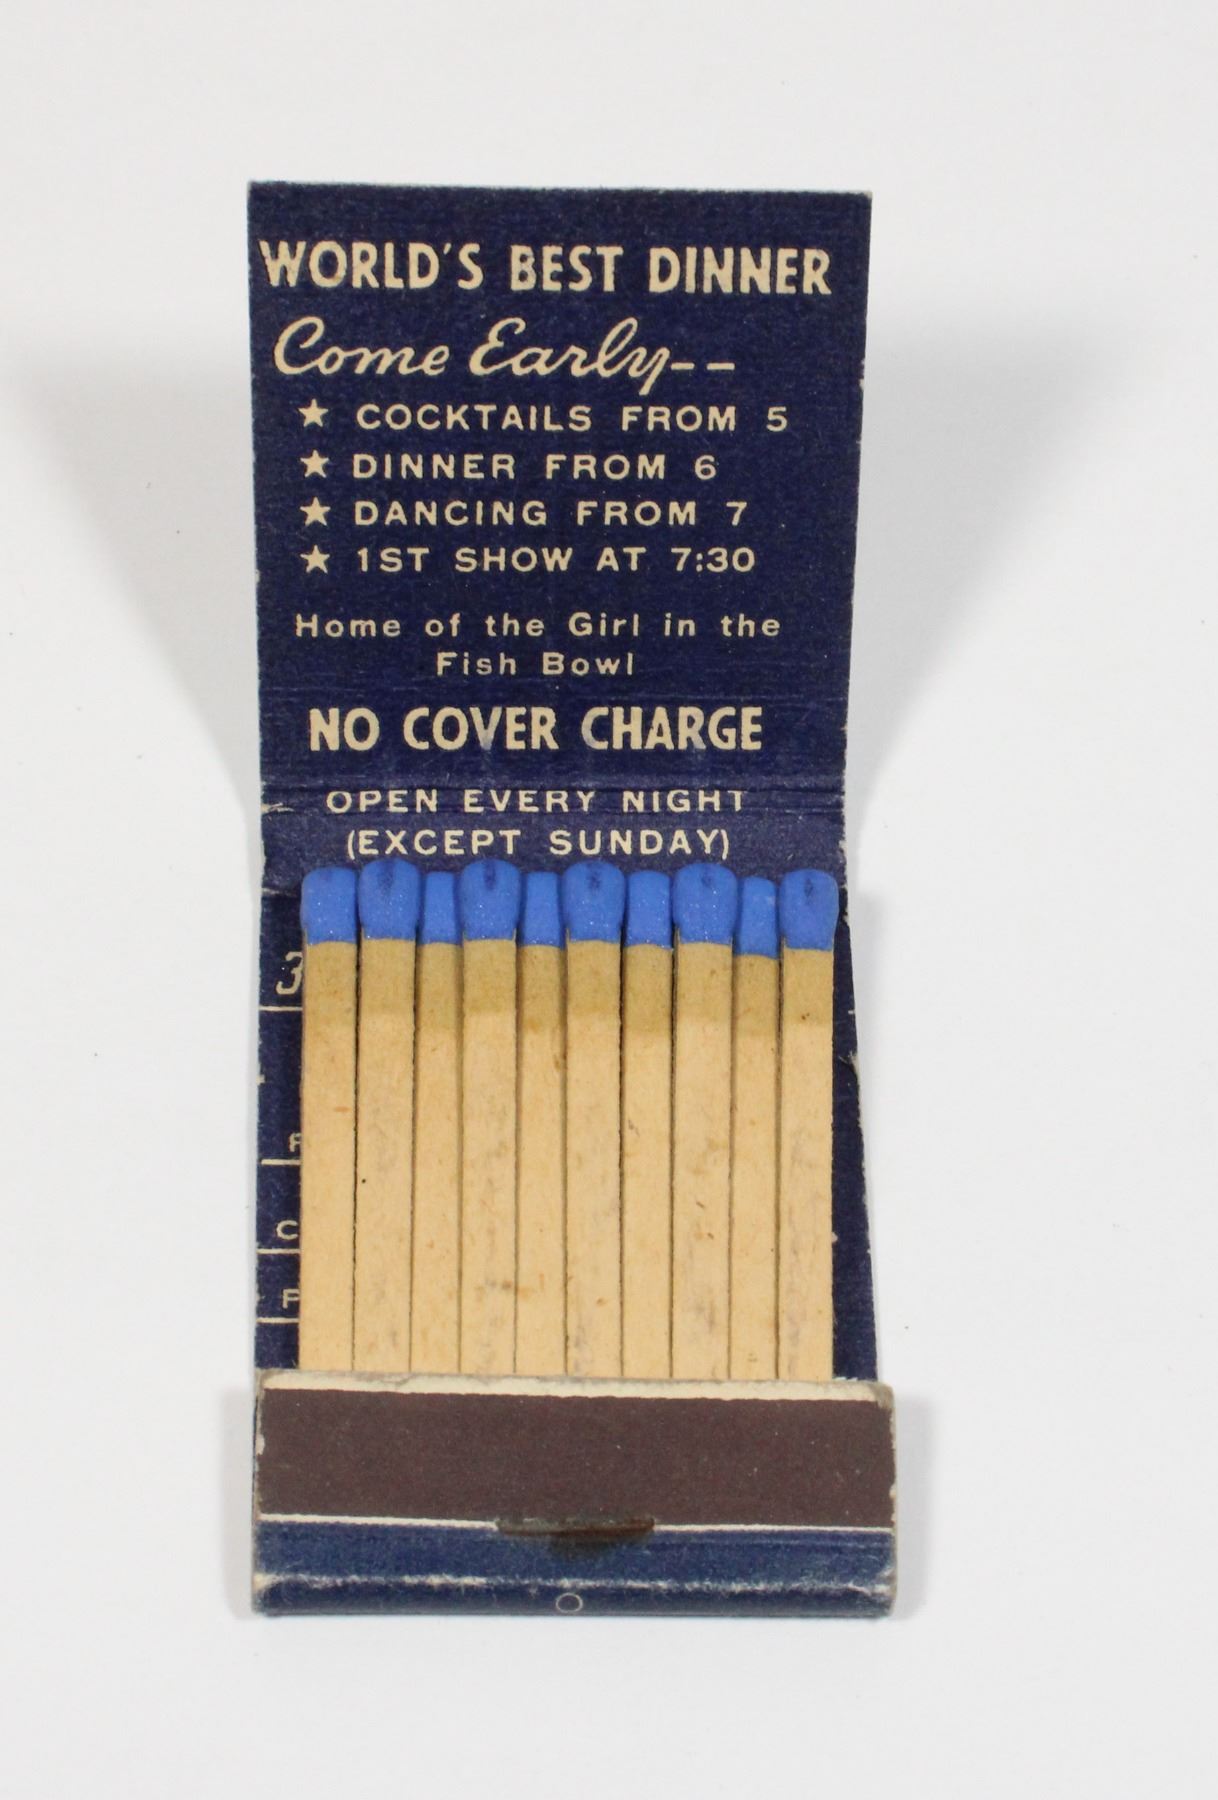 WORLD'S BEST DINNER
Come Early--
★ COCKTAILS FROM 5
★ DINNER FROM 6
★ DANCING FROM 7
★ 1ST SHOW AT 7:30
Home of the Girl in the
Fish Bowl
NO COVER CHARGE
OPEN EVERY NIGHT
(EXCEPT SUNDAY)
3
C
P